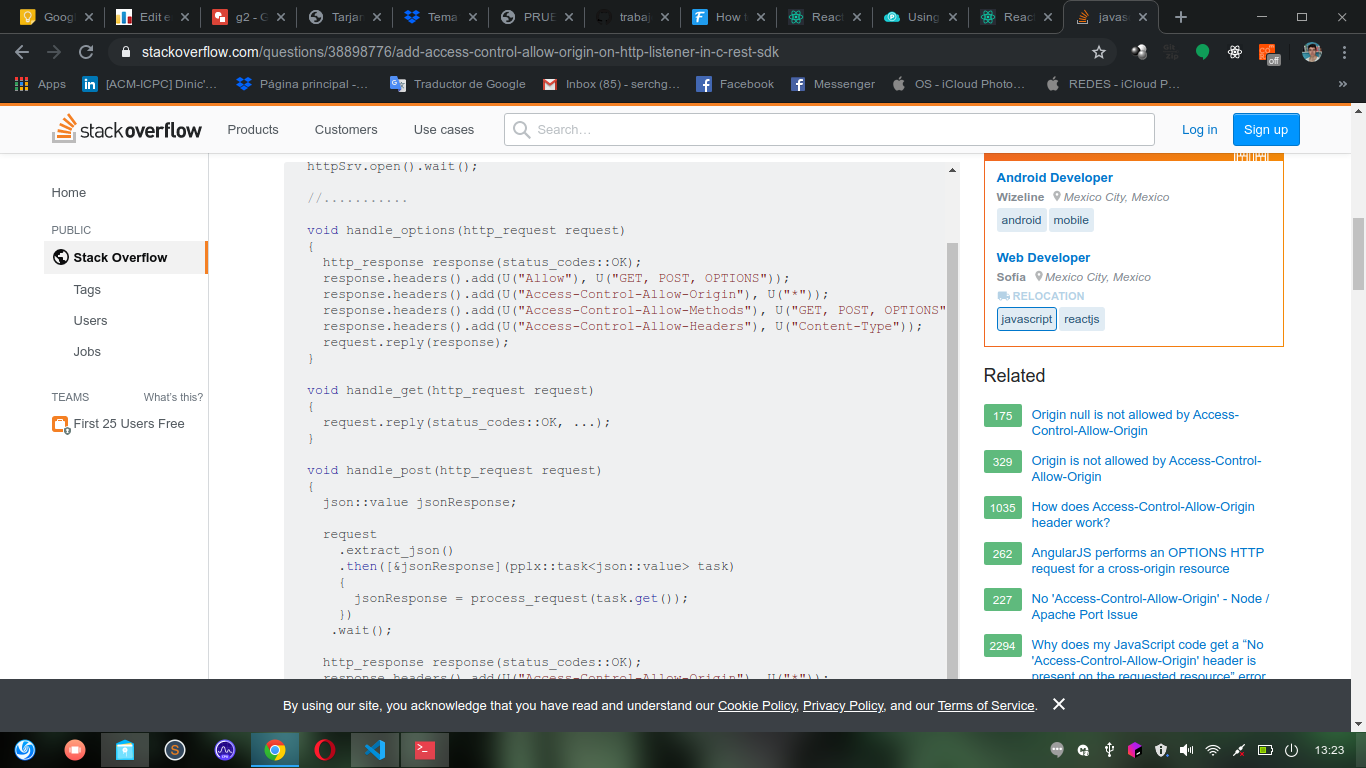 Googl
Edit e
g2 - G
Tarjan
Tema
PRUE
trabaj
How t
React
Using
React
javas
stackoverflow.com/questions/38898776/add-access-control-allow-origin-on-http-listener-in-c-rest-sdk
off
Apps
[ACM-ICPC] Dinic'...
Página principal -...
Traductor de Google
Inbox (85) - serchg...
Facebook
Messenger
OS - iCloud Photo...
REDES - iCloud P...
»
stackoverflow
Products
Customers
Use cases
Search...
Log in
Sign up
Home
PUBLIC
Stack Overflow
Tags
Users
Jobs
TEAMS
What's this?
First 25 Users Free
httpSrv.open().wait();
//...........
void handle_options(http_request request)
{
http_response response(status_codes::OK);
response.headers().add(U("Allow"), U("GET, POST, OPTIONS"));
response.headers().add(U("Access-Control-Allow-Origin"), U("*"));
response.headers().add(U("Access-Control-Allow-Methods"), U("GET, POST, OPTIONS"
response.headers().add(U("Access-Control-Allow-Headers"), U("Content-Type"));
request.reply(response);
}
void handle_get(http_request request)
{
request.reply(status_codes::OK, ...);
}
void handle_post(http_request request)
{
json::value jsonResponse;
request
.extract_json()
.then([&jsonResponse](pplx::task<json::value> task)
{
jsonResponse = process_request(task.get());
})
.wait();
http_response response(status_codes::OK);
response.headers().add(U("Access-Control-Allow-Origin"), U("*"));
Android Developer
Wizeline Mexico City, Mexico
android mobile
Web Developer
Sofía Mexico City, Mexico
RELOCATION
javascript reactjs
Related
175 Origin null is not allowed by Access-
Control-Allow-Origin
329 Origin is not allowed by Access-Control-
Allow-Origin
1035 How does Access-Control-Allow-Origin
header work?
262 AngularJS performs an OPTIONS HTTP
request for a cross-origin resource
227 No 'Access-Control-Allow-Origin' - Node /
Apache Port Issue
2294 Why does my JavaScript code get a “No
'Access-Control-Allow-Origin' header is
present on the requested resource” error
By using our site, you acknowledge that you have read and understand our Cookie Policy, Privacy Policy, and our Terms of Service.
13:23